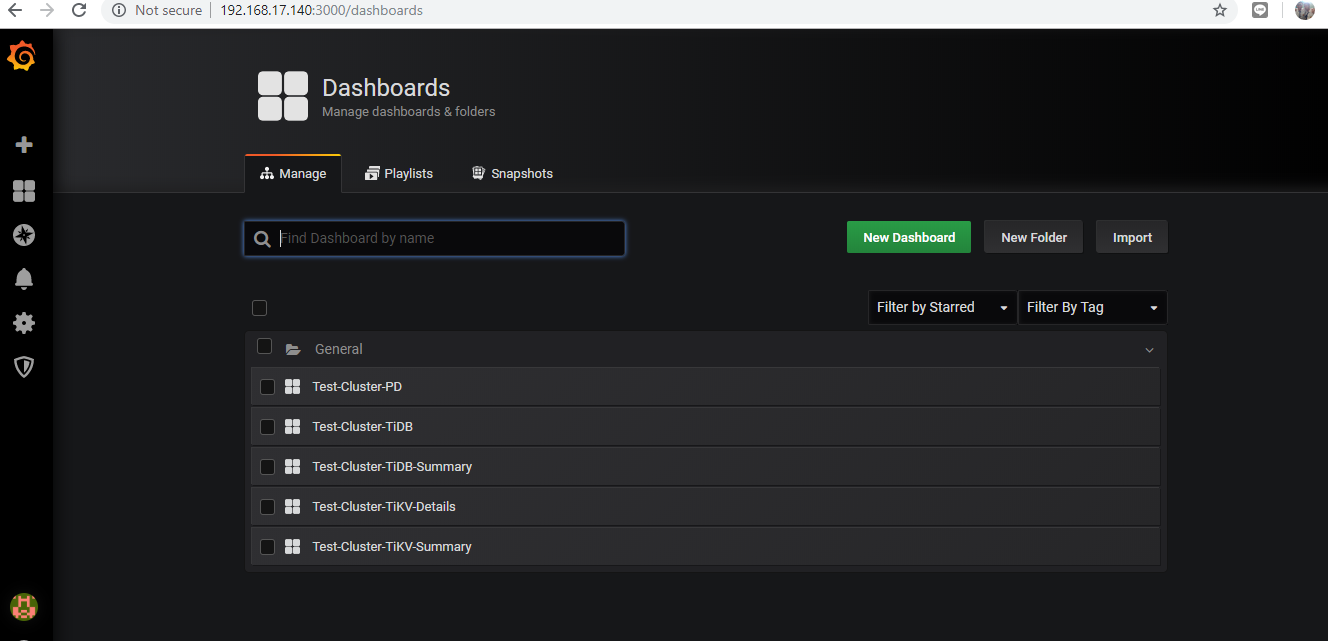 Not secure | 192.168.17.140:3000/dashboards
Dashboards
Manage dashboards & folders
Manage Playlists Snapshots
Find Dashboard by name New Dashboard New Folder Import
Filter by Starred Filter By Tag
General
Test-Cluster-PD
Test-Cluster-TiDB
Test-Cluster-TiDB-Summary
Test-Cluster-TiKV-Details
Test-Cluster-TiKV-Summary